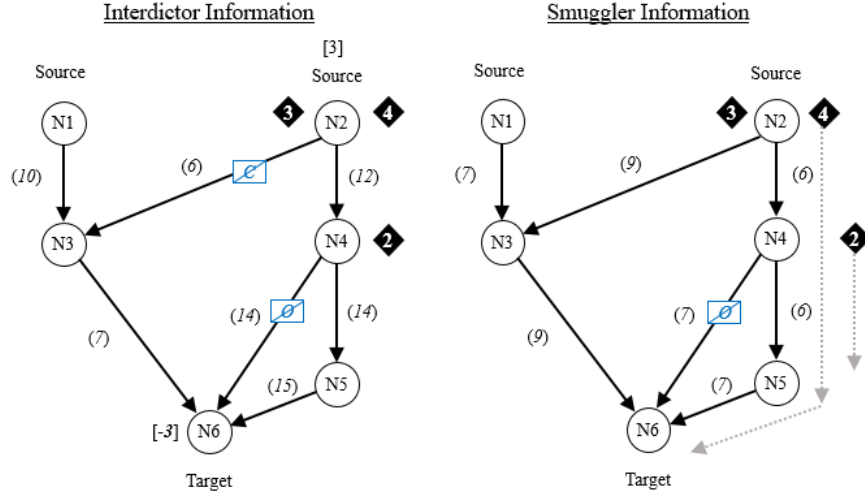 Interdictor Information
Smuggler Information
[3]
Source
Source
Source
Source
3
4
3
4
N1
N2
N1
N2
(10)
(6)
C
(12)
(7)
(9)
(6)
N3
N4
2
N3
N4
2
(7)
(14)
O
(14)
(9)
(7)
O
(6)
N5
N5
(15)
(7)
[-3]
N6
N6
Target
Target